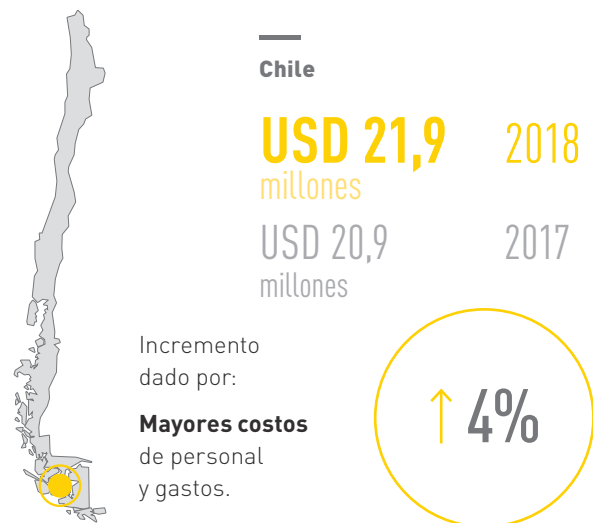 Chile
USD 21,9 2018
millones
USD 20,9 2017
millones
Incremento
dado por:
Mayores costos
de personal
y gastos.
↑ 4%